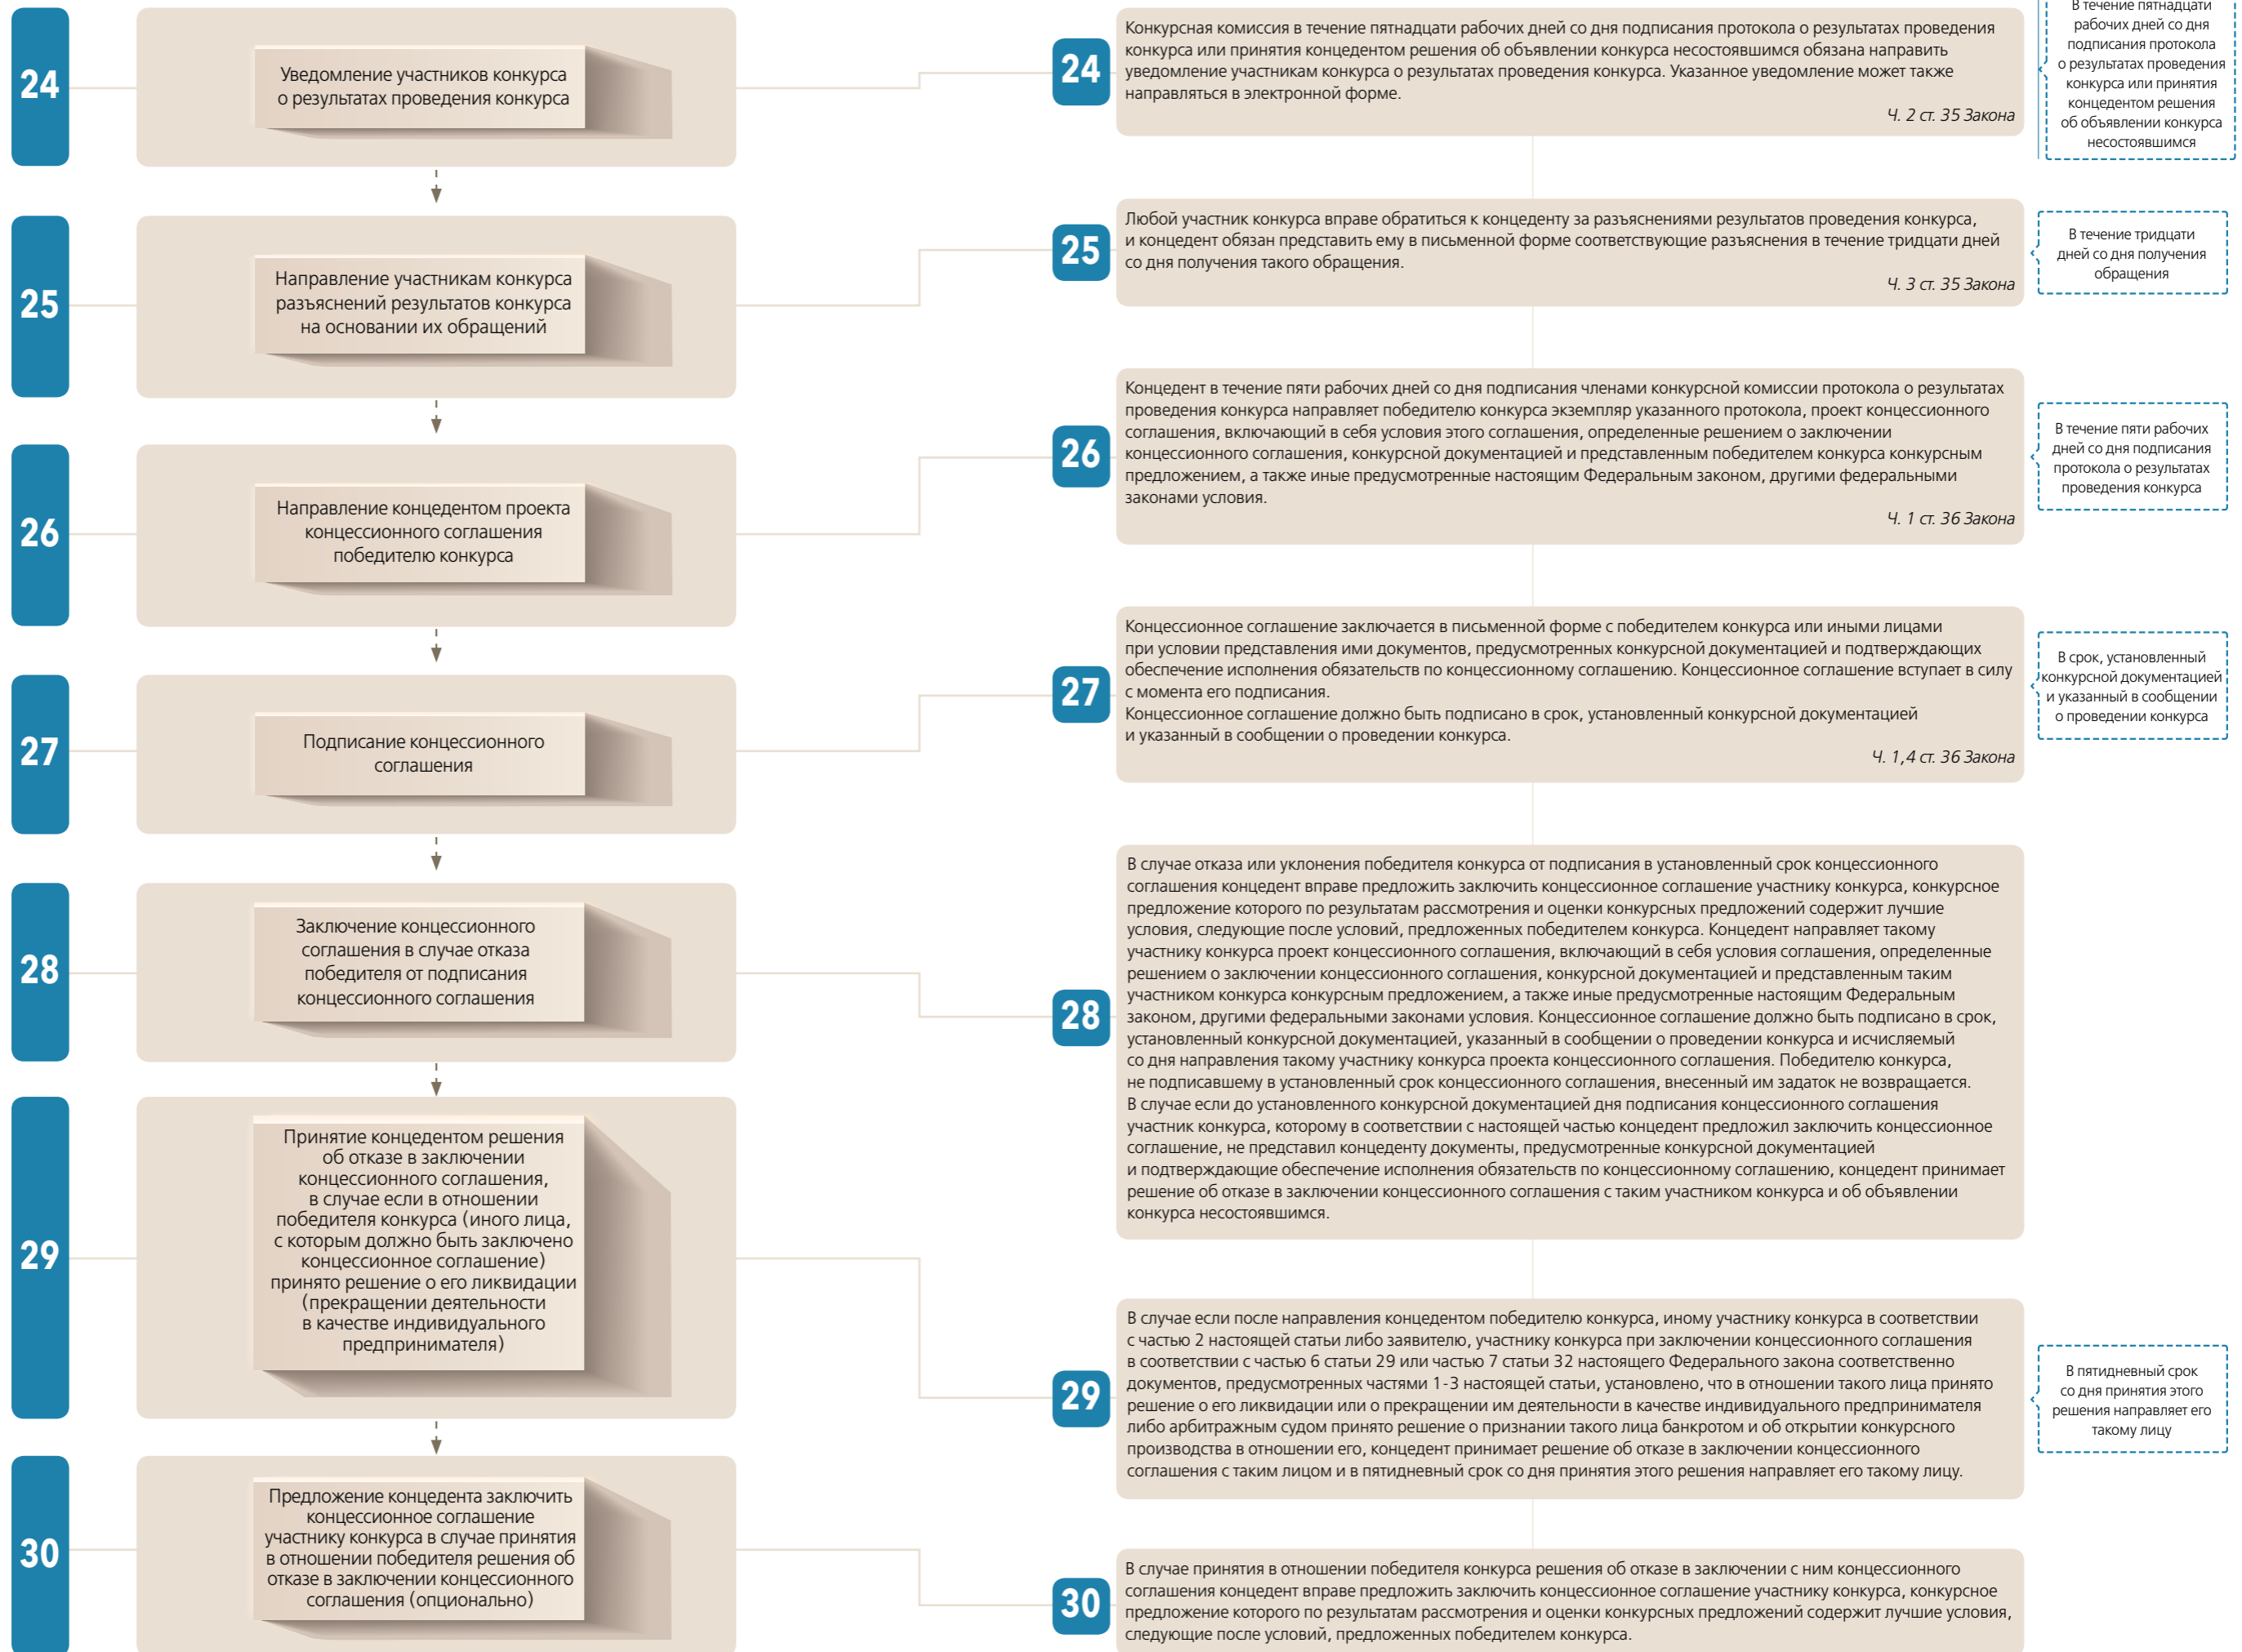 24
Уведомление участников конкурса
о результатах проведения конкурса
24
Конкурсная комиссия в течение пятнадцати рабочих дней со дня подписания протокола о результатах проведения
конкурса или принятия концедентом решения об объявлении конкурса несостоявшимся обязана направить
уведомление участникам конкурса о результатах проведения конкурса. Указанное уведомление может также
направляться в электронной форме.
Ч. 2 ст. 35 Закона
В течение пятнадцати
рабочих дней со дня
подписания протокола
о результатах проведения
конкурса или принятия
концедентом решения
об объявлении конкурса
несостоявшимся
25
Направление участникам конкурса
разъяснений результатов конкурса
на основании их обращений
25
Любой участник конкурса вправе обратиться к концеденту за разъяснениями результатов проведения конкурса,
и концедент обязан представить ему в письменной форме соответствующие разъяснения в течение тридцати дней
со дня получения такого обращения.
Ч. 3 ст. 35 Закона
В течение тридцати
дней со дня получения
обращения
26
Направление концедентом проекта
концессионного соглашения
победителю конкурса
26
Концедент в течение пяти рабочих дней со дня подписания членами конкурсной комиссии протокола о результатах
проведения конкурса направляет победителю конкурса экземпляр указанного протокола, проект концессионного
соглашения, включающий в себя условия этого соглашения, определенные решением о заключении
концессионного соглашения, конкурсной документацией и представленным победителем конкурса конкурсным
предложением, а также иные предусмотренные настоящим Федеральным законом, другими федеральными
законами условия.
Ч. 1 ст. 36 Закона
В течение пяти рабочих
дней со дня подписания
протокола о результатах
проведения конкурса
27
Подписание концессионного
соглашения
27
Концессионное соглашение заключается в письменной форме с победителем конкурса или иными лицами
при условии представления ими документов, предусмотренных конкурсной документацией и подтверждающих
обеспечение исполнения обязательств по концессионному соглашению. Концессионное соглашение вступает в силу
с момента его подписания.
Концессионное соглашение должно быть подписано в срок, установленный конкурсной документацией
и указанный в сообщении о проведении конкурса.
Ч. 1,4 ст. 36 Закона
В срок, установленный
конкурсной документацией
и указанный в сообщении
о проведении конкурса
28
Заключение концессионного
соглашения в случае отказа
победителя от подписания
концессионного соглашения
28
В случае отказа или уклонения победителя конкурса от подписания в установленный срок концессионного
соглашения концедент вправе предложить заключить концессионное соглашение участнику конкурса, конкурсное
предложение которого по результатам рассмотрения и оценки конкурсных предложений содержит лучшие
условия, следующие после условий, предложенных победителем конкурса. Концедент направляет такому
участнику конкурса проект концессионного соглашения, включающий в себя условия соглашения, определенные
решением о заключении концессионного соглашения, конкурсной документацией и представленным таким
участником конкурса конкурсным предложением, а также иные предусмотренные настоящим Федеральным
законом, другими федеральными законами условия. Концессионное соглашение должно быть подписано в срок,
установленный конкурсной документацией, указанный в сообщении о проведении конкурса и исчисляемый
со дня направления такому участнику конкурса проекта концессионного соглашения. Победителю конкурса,
не подписавшему в установленный срок концессионного соглашения, внесенный им задаток не возвращается.
В случае если до установленного конкурсной документацией дня подписания концессионного соглашения
участник конкурса, которому в соответствии с настоящей частью концедент предложил заключить концессионное
соглашение, не представил концеденту документы, предусмотренные конкурсной документацией
и подтверждающие обеспечение исполнения обязательств по концессионному соглашению, концедент принимает
решение об отказе в заключении концессионного соглашения с таким участником конкурса и об объявлении
конкурса несостоявшимся.
29
Принятие концедентом решения
об отказе в заключении
концессионного соглашения,
в случае если в отношении
победителя конкурса (иного лица,
с которым должно быть заключено
концессионное соглашение)
принято решение о его ликвидации
(прекращении деятельности
в качестве индивидуального
предпринимателя)
29
В случае если после направления концедентом победителю конкурса, иному участнику конкурса в соответствии
с частью 2 настоящей статьи либо заявителю, участнику конкурса при заключении концессионного соглашения
в соответствии с частью 6 статьи 29 или частью 7 статьи 32 настоящего Федерального закона соответственно
документов, предусмотренных частями 1-3 настоящей статьи, установлено, что в отношении такого лица принято
решение о его ликвидации или о прекращении им деятельности в качестве индивидуального предпринимателя
либо арбитражным судом принято решение о признании такого лица банкротом и об открытии конкурсного
производства в отношении его, концедент принимает решение об отказе в заключении концессионного
соглашения с таким лицом и в пятидневный срок со дня принятия этого решения направляет его такому лицу.
В пятидневный срок
со дня принятия этого
решения направляет его
такому лицу
30
Предложение концедента заключить
концессионное соглашение
участнику конкурса в случае принятия
в отношении победителя решения об
отказе в заключении концессионного
соглашения (опционально)
30
В случае принятия в отношении победителя конкурса решения об отказе в заключении с ним концессионного
соглашения концедент вправе предложить заключить концессионное соглашение участнику конкурса, конкурсное
предложение которого по результатам рассмотрения и оценки конкурсных предложений содержит лучшие условия,
следующие после условий, предложенных победителем конкурса.